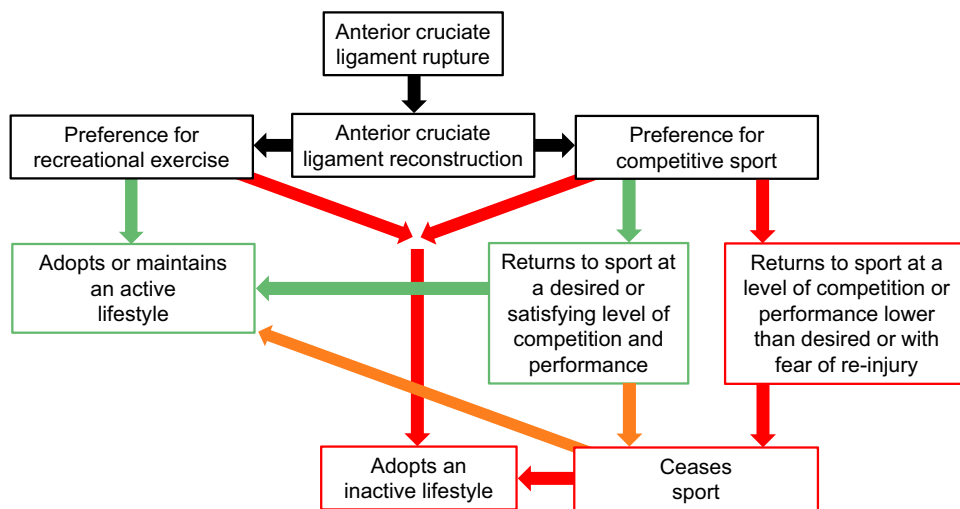 Anterior cruciate
ligament rupture
Preference for
recreational exercise
Anterior cruciate
ligament reconstruction
Preference for
competitive sport
Adopts or maintains
an active
lifestyle
Returns to sport at
a desired or
satisfying level of
competition and
performance
Returns to sport at a
level of competition or
performance lower
than desired or with
fear of re-injury
Adopts an
inactive lifestyle
Ceases
sport